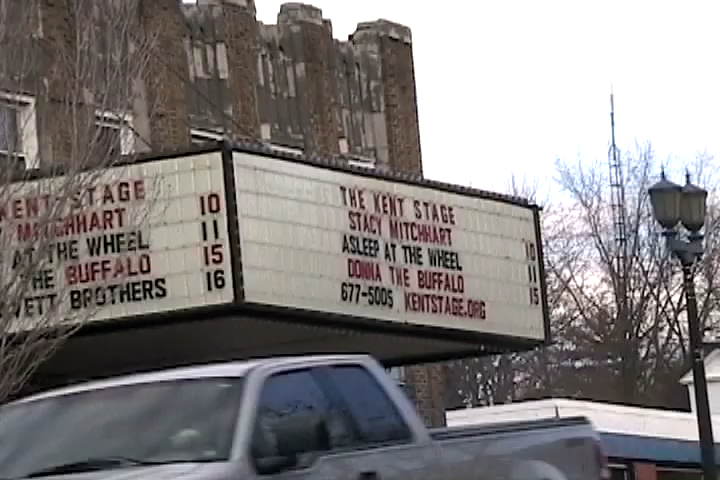 KENT STAGE
MITCHHART 10
AT THE WHEEL 11
THE BUFFALO 15
VETT BROTHERS 16
THE KENT STAGE
STACY MITCHHART 10
ASLEEP AT THE WHEEL 11
DONNA THE BUFFALO 15
677-5005 KENTSTAGE.ORG